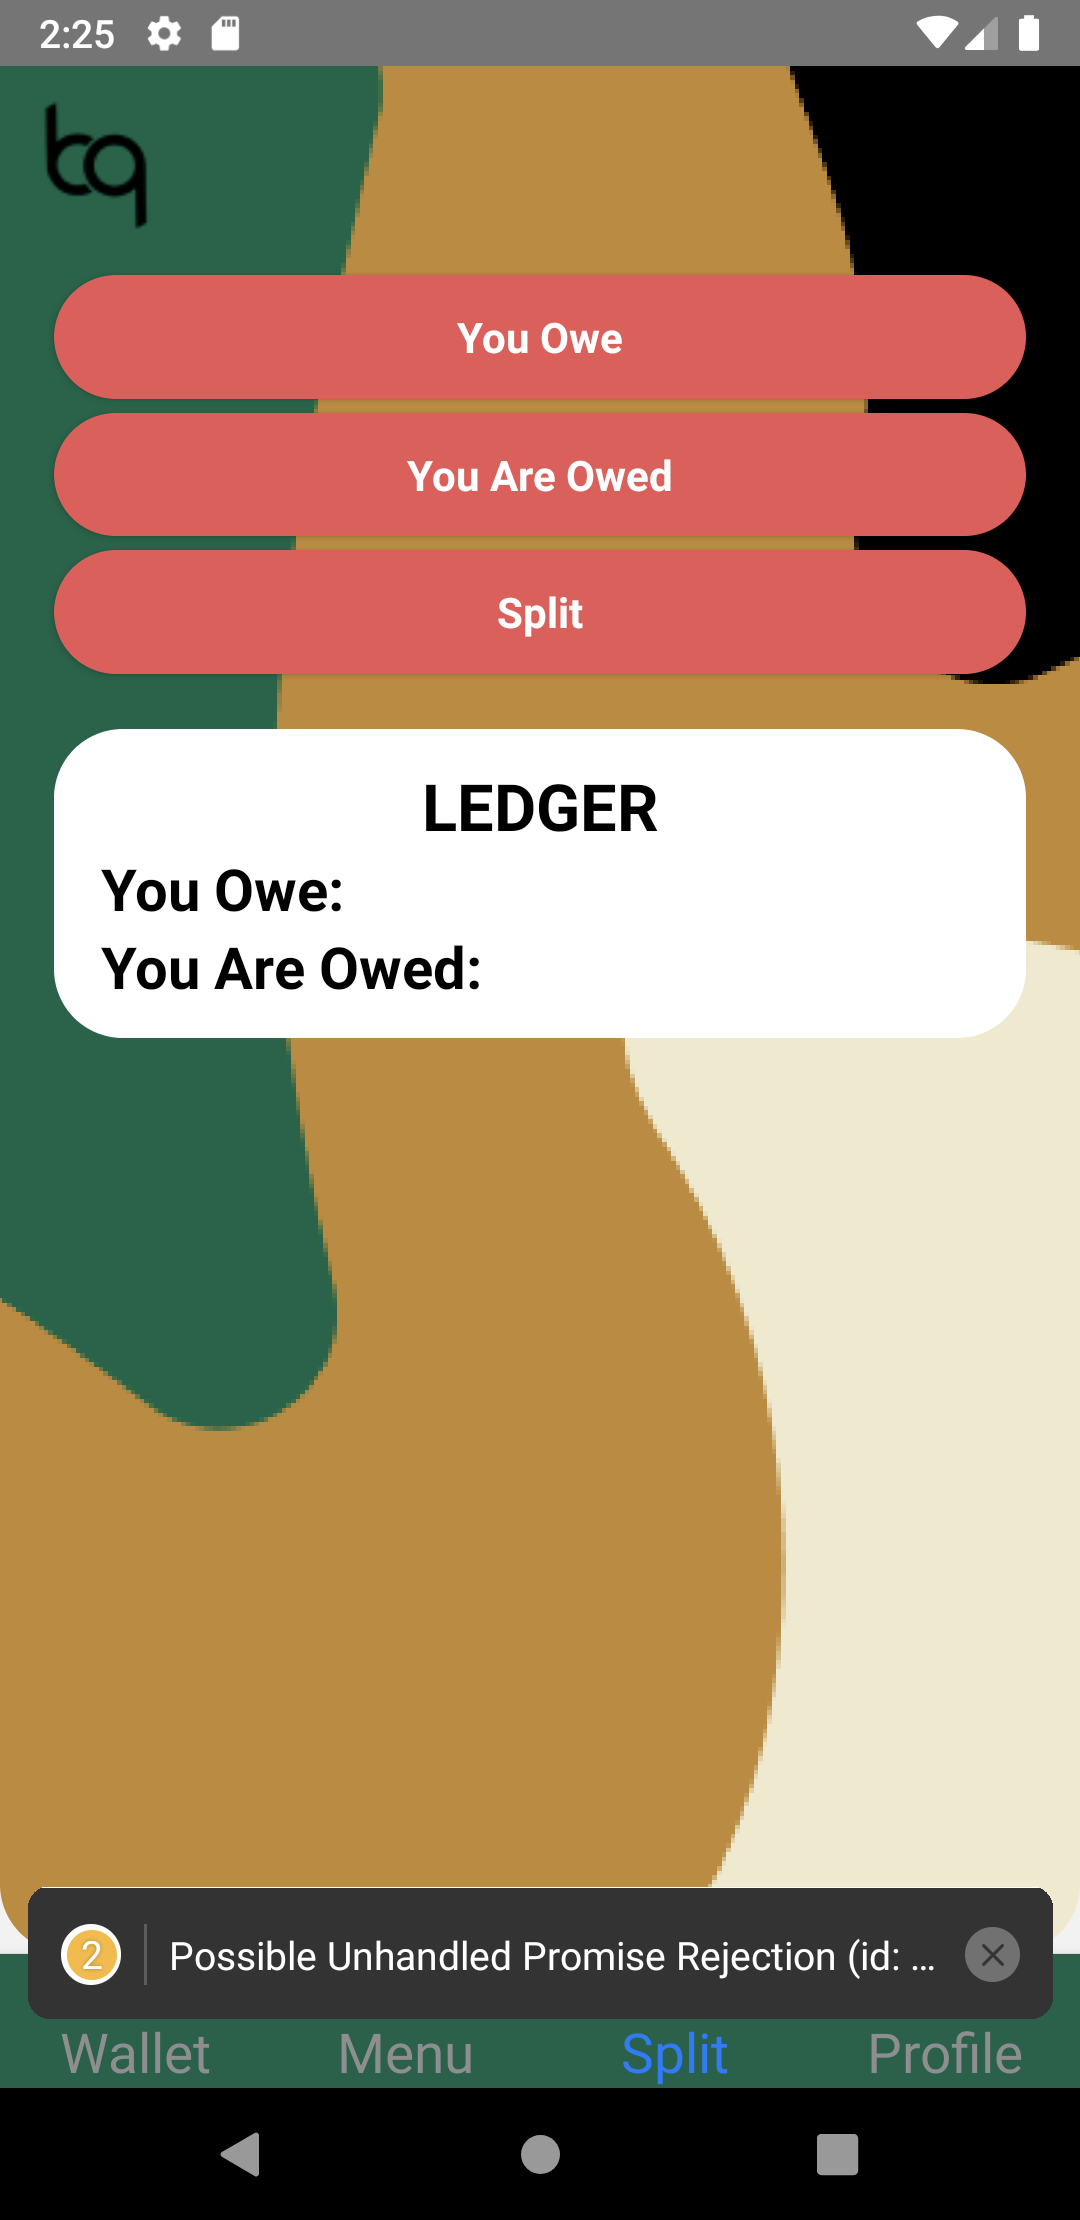 2:25
tq
You Owe
You Are Owed
Split
LEDGER
You Owe:
You Are Owed:
2 Possible Unhandled Promise Rejection (id: …
Wallet Menu Split Profile